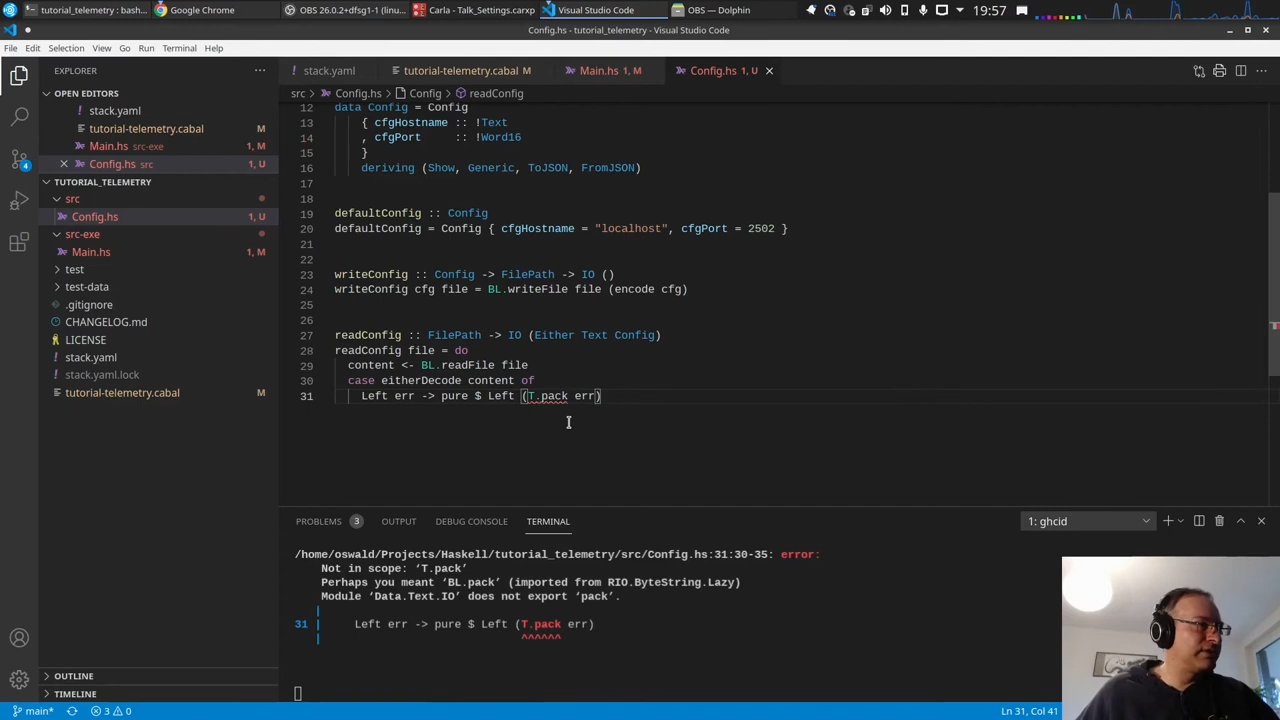 tutorial_telemetry : bash...
Google Chrome
OBS 26.0.2+dfsg1-1 (linu...
Carla - Talk_Settings.carxp
Visual Studio Code
OBS — Dolphin
19:57
Config.hs - tutorial_telemetry - Visual Studio Code
File Edit Selection View Go Run Terminal Help
EXPLORER
OPEN EDITORS
stack.yaml
tutorial-telemetry.cabal M
Main.hs src-exe 1, M
Config.hs src 1, U
TUTORIAL_TELEMETRY
src
Config.hs 1, U
src-exe
Main.hs 1, M
test
test-data
.gitignore
CHANGELOG.md
LICENSE
stack.yaml
stack.yaml.lock
tutorial-telemetry.cabal M
OUTLINE
TIMELINE
stack.yaml
tutorial-telemetry.cabal M
Main.hs 1, M
Config.hs 1, U
src > Config.hs > Config > readConfig
12 data Config = Config
13 { cfgHostname :: !Text
14 , cfgPort :: !Word16
15 }
16 deriving (Show, Generic, ToJSON, FromJSON)
17
18
19 defaultConfig :: Config
20 defaultConfig = Config { cfgHostname = "localhost", cfgPort = 2502 }
21
22
23 writeConfig :: Config -> FilePath -> IO ()
24 writeConfig cfg file = BL.writeFile file (encode cfg)
25
26
27 readConfig :: FilePath -> IO (Either Text Config)
28 readConfig file = do
29 content <- BL.readFile file
30 case eitherDecode content of
31 Left err -> pure $ Left (T.pack err)
PROBLEMS 3 OUTPUT DEBUG CONSOLE TERMINAL
1: ghcid
/home/oswald/Projects/Haskell/tutorial_telemetry/src/Config.hs:31:30-35: error:
Not in scope: ‘T.pack’
Perhaps you meant ‘BL.pack’ (imported from RIO.ByteString.Lazy)
Module ‘Data.Text.IO’ does not export ‘pack’.
|
31 | Left err -> pure $ Left (T.pack err)
| ^^^^^^
4
main*
3 0
Ln 31, Col 41